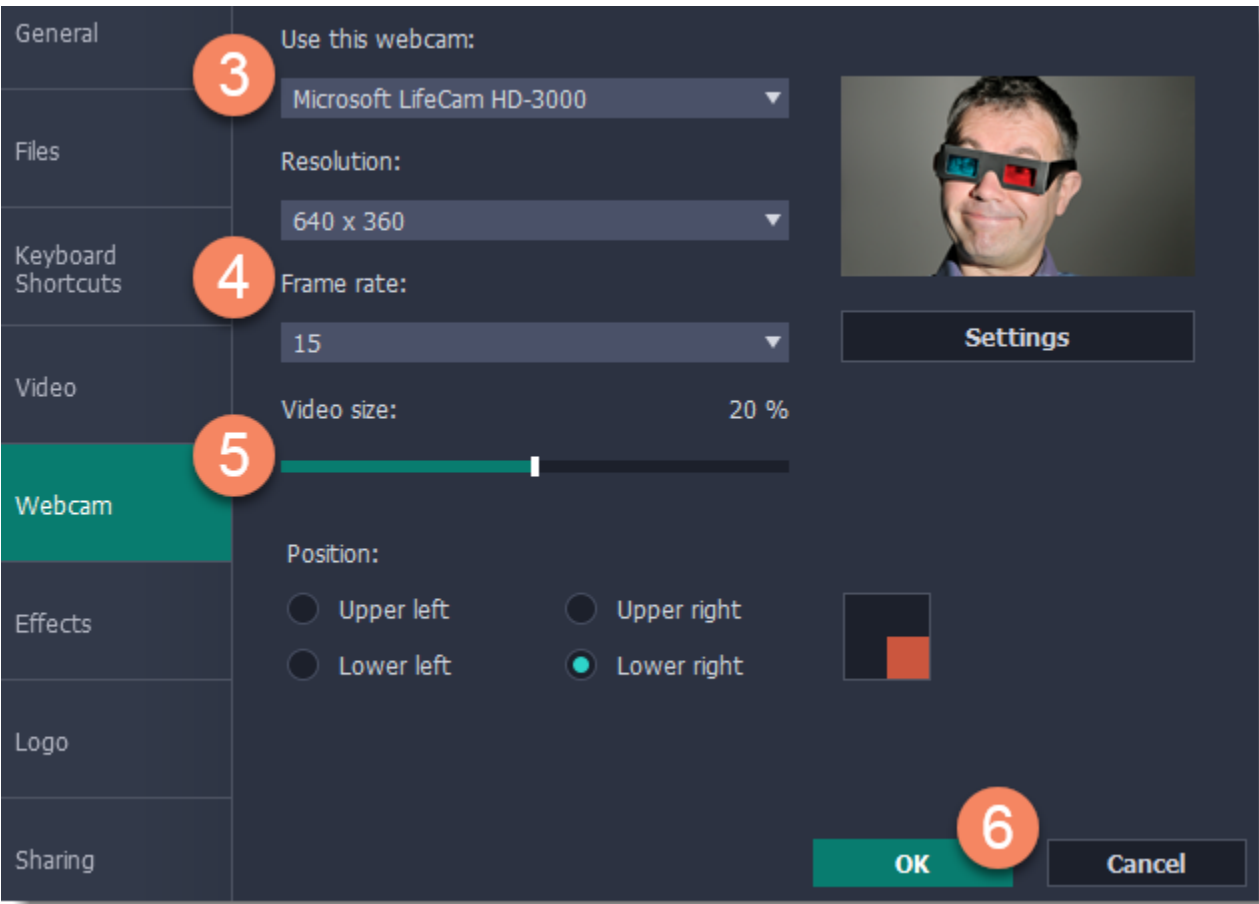 General
Files
Keyboard
Shortcuts
Video
Webcam
Effects
Logo
Sharing
3
Use this webcam:
Microsoft LifeCam HD-3000
Resolution:
640 x 360
4
Frame rate:
15
Settings
Video size:
20 %
5
Position:
Upper left
Upper right
Lower left
Lower right
6
OK
Cancel